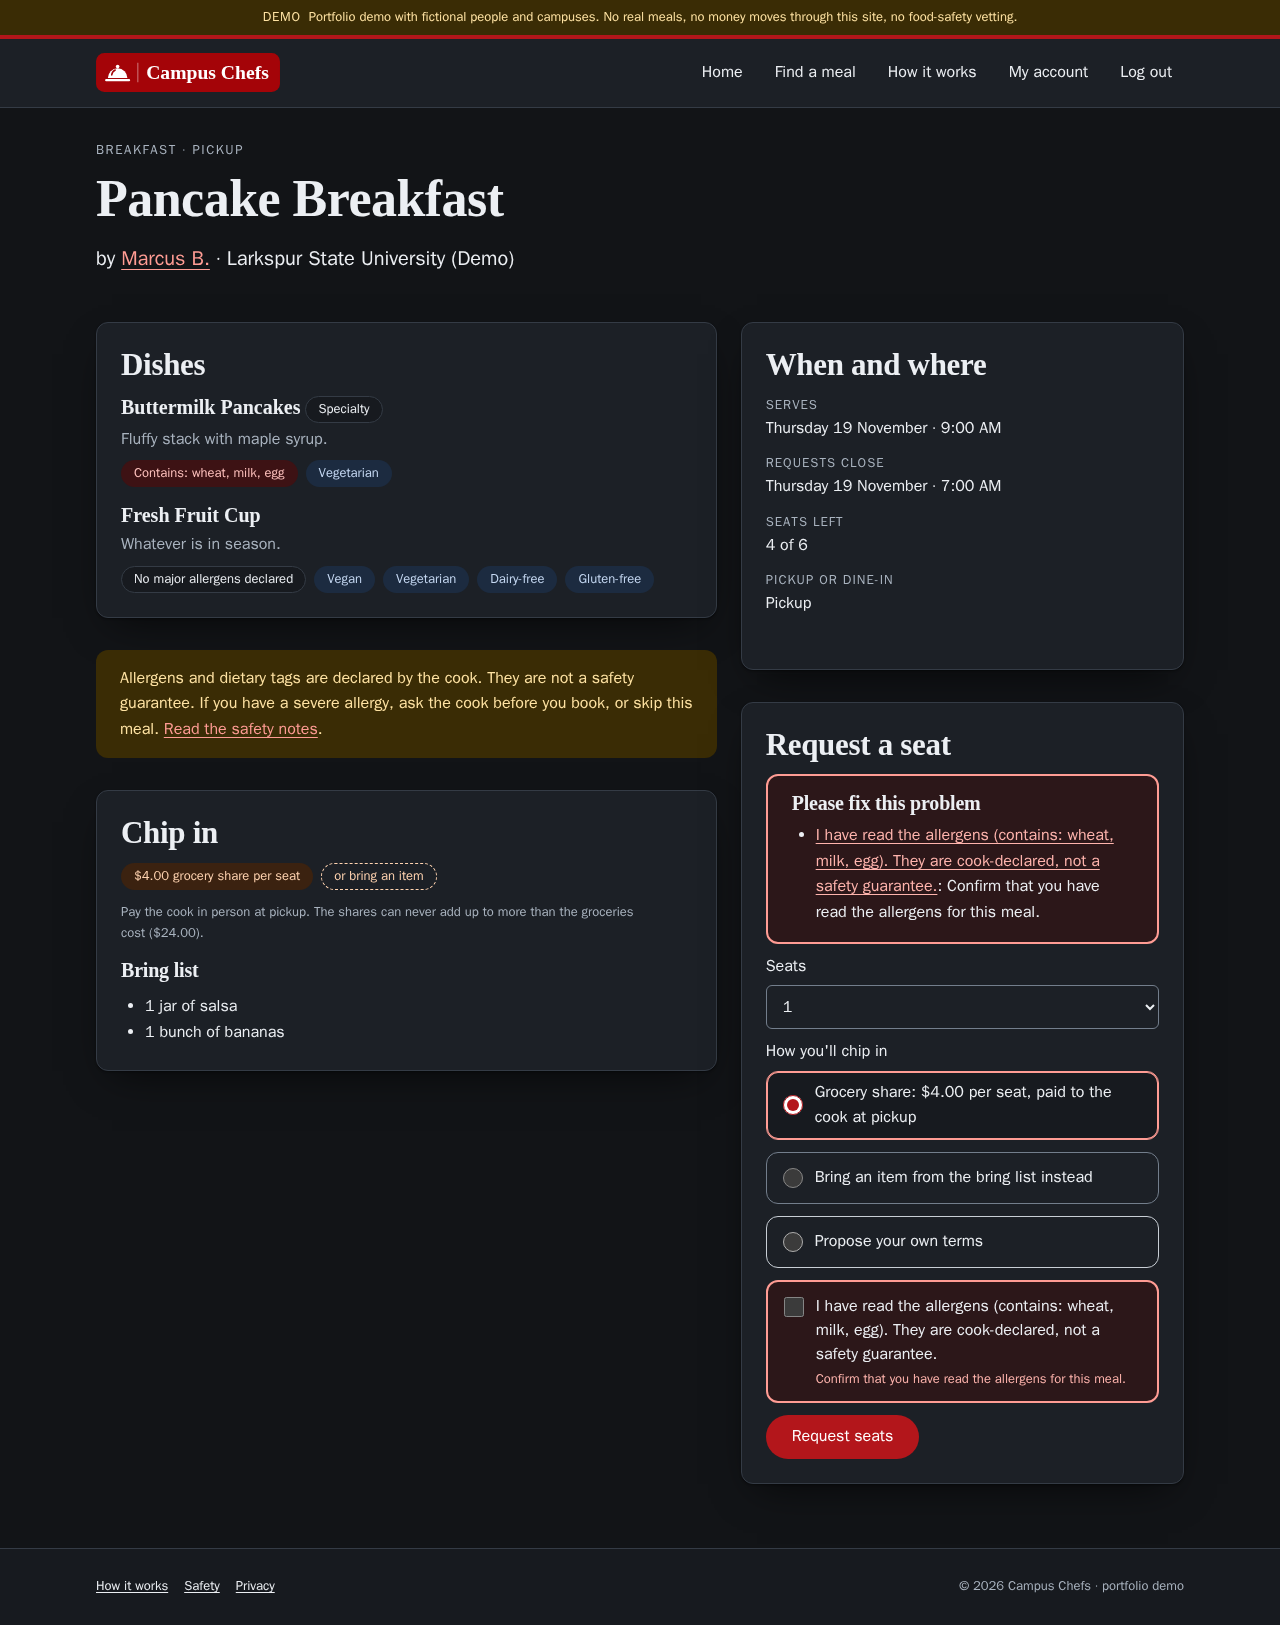 DEMO Portfolio demo with fictional people and campuses. No real meals, no money moves through this site, no food-safety vetting.
Campus Chefs
Home
Find a meal
How it works
My account
Log out
BREAKFAST · PICKUP
Pancake Breakfast
by Marcus B. · Larkspur State University (Demo)
Dishes
Buttermilk Pancakes Specialty
Fluffy stack with maple syrup.
Contains: wheat, milk, egg
Vegetarian
Fresh Fruit Cup
Whatever is in season.
No major allergens declared
Vegan
Vegetarian
Dairy-free
Gluten-free
Allergens and dietary tags are declared by the cook. They are not a safety
guarantee. If you have a severe allergy, ask the cook before you book, or skip this
meal. Read the safety notes.
Chip in
$4.00 grocery share per seat
or bring an item
Pay the cook in person at pickup. The shares can never add up to more than the groceries
cost ($24.00).
Bring list
• 1 jar of salsa
• 1 bunch of bananas
When and where
SERVES
Thursday 19 November · 9:00 AM
REQUESTS CLOSE
Thursday 19 November · 7:00 AM
SEATS LEFT
4 of 6
PICKUP OR DINE-IN
Pickup
Request a seat
Please fix this problem
• I have read the allergens (contains: wheat,
milk, egg). They are cook-declared, not a
safety guarantee.: Confirm that you have
read the allergens for this meal.
Seats
1
How you'll chip in
Grocery share: $4.00 per seat, paid to the
cook at pickup
Bring an item from the bring list instead
Propose your own terms
I have read the allergens (contains: wheat,
milk, egg). They are cook-declared, not a
safety guarantee.
Confirm that you have read the allergens for this meal.
Request seats
How it works
Safety
Privacy
© 2026 Campus Chefs · portfolio demo